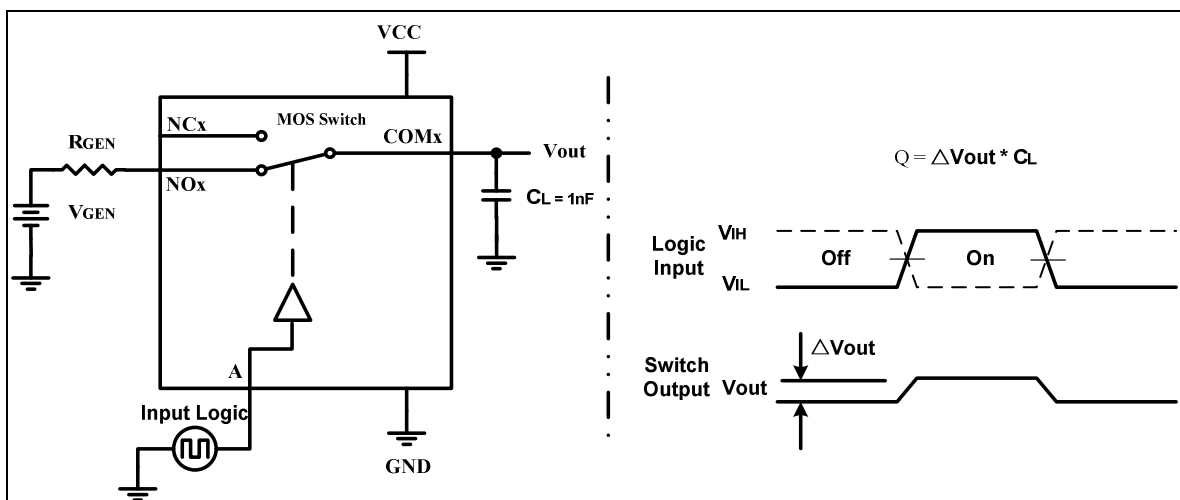 VCC
NCx
MOS Switch
COMx
RGEN
NOx
Vout
CL = 1nF
VGEN
A
Input Logic
GND
Q = △Vout * CL
Logic
Input
VIH
Off
On
VIL
△Vout
Switch
Output
Vout